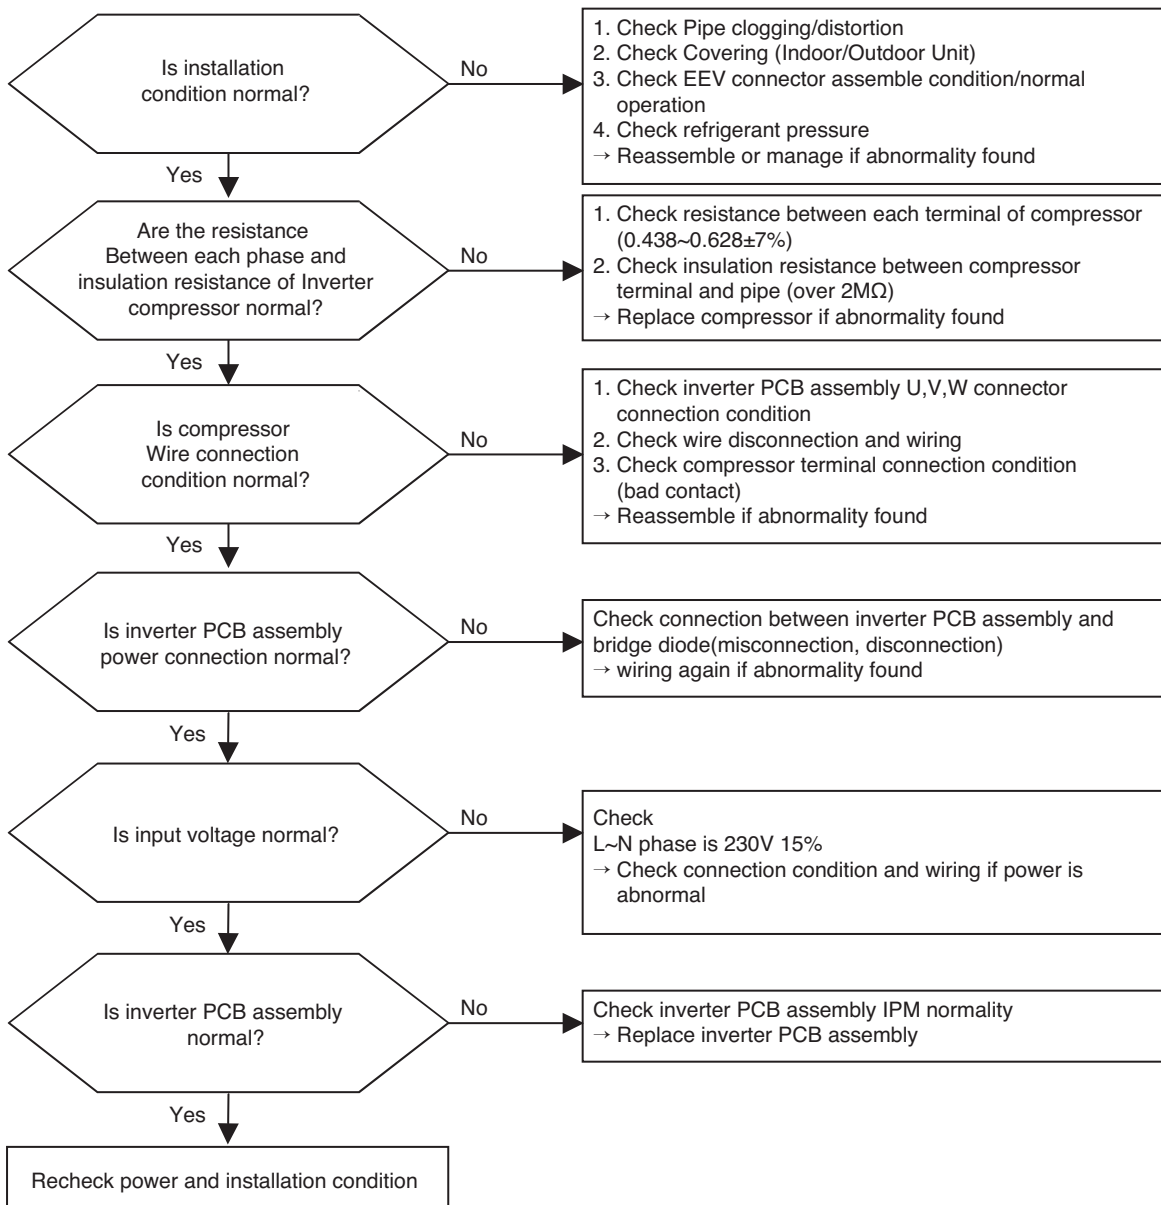 Is installation
condition normal?
No
1. Check Pipe clogging/distortion
2. Check Covering (Indoor/Outdoor Unit)
3. Check EEV connector assemble condition/normal
operation
4. Check refrigerant pressure
→ Reassemble or manage if abnormality found
Yes
Are the resistance
Between each phase and
insulation resistance of Inverter
compressor normal?
No
1. Check resistance between each terminal of compressor
(0.438~0.628±7%)
2. Check insulation resistance between compressor
terminal and pipe (over 2MΩ)
→ Replace compressor if abnormality found
Yes
Is compressor
Wire connection
condition normal?
No
1. Check inverter PCB assembly U,V,W connector
connection condition
2. Check wire disconnection and wiring
3. Check compressor terminal connection condition
(bad contact)
→ Reassemble if abnormality found
Yes
Is inverter PCB assembly
power connection normal?
No
Check connection between inverter PCB assembly and
bridge diode(misconnection, disconnection)
→ wiring again if abnormality found
Yes
Is input voltage normal?
No
Check
L~N phase is 230V 15%
→ Check connection condition and wiring if power is
abnormal
Yes
Is inverter PCB assembly
normal?
No
Check inverter PCB assembly IPM normality
→ Replace inverter PCB assembly
Yes
Recheck power and installation condition